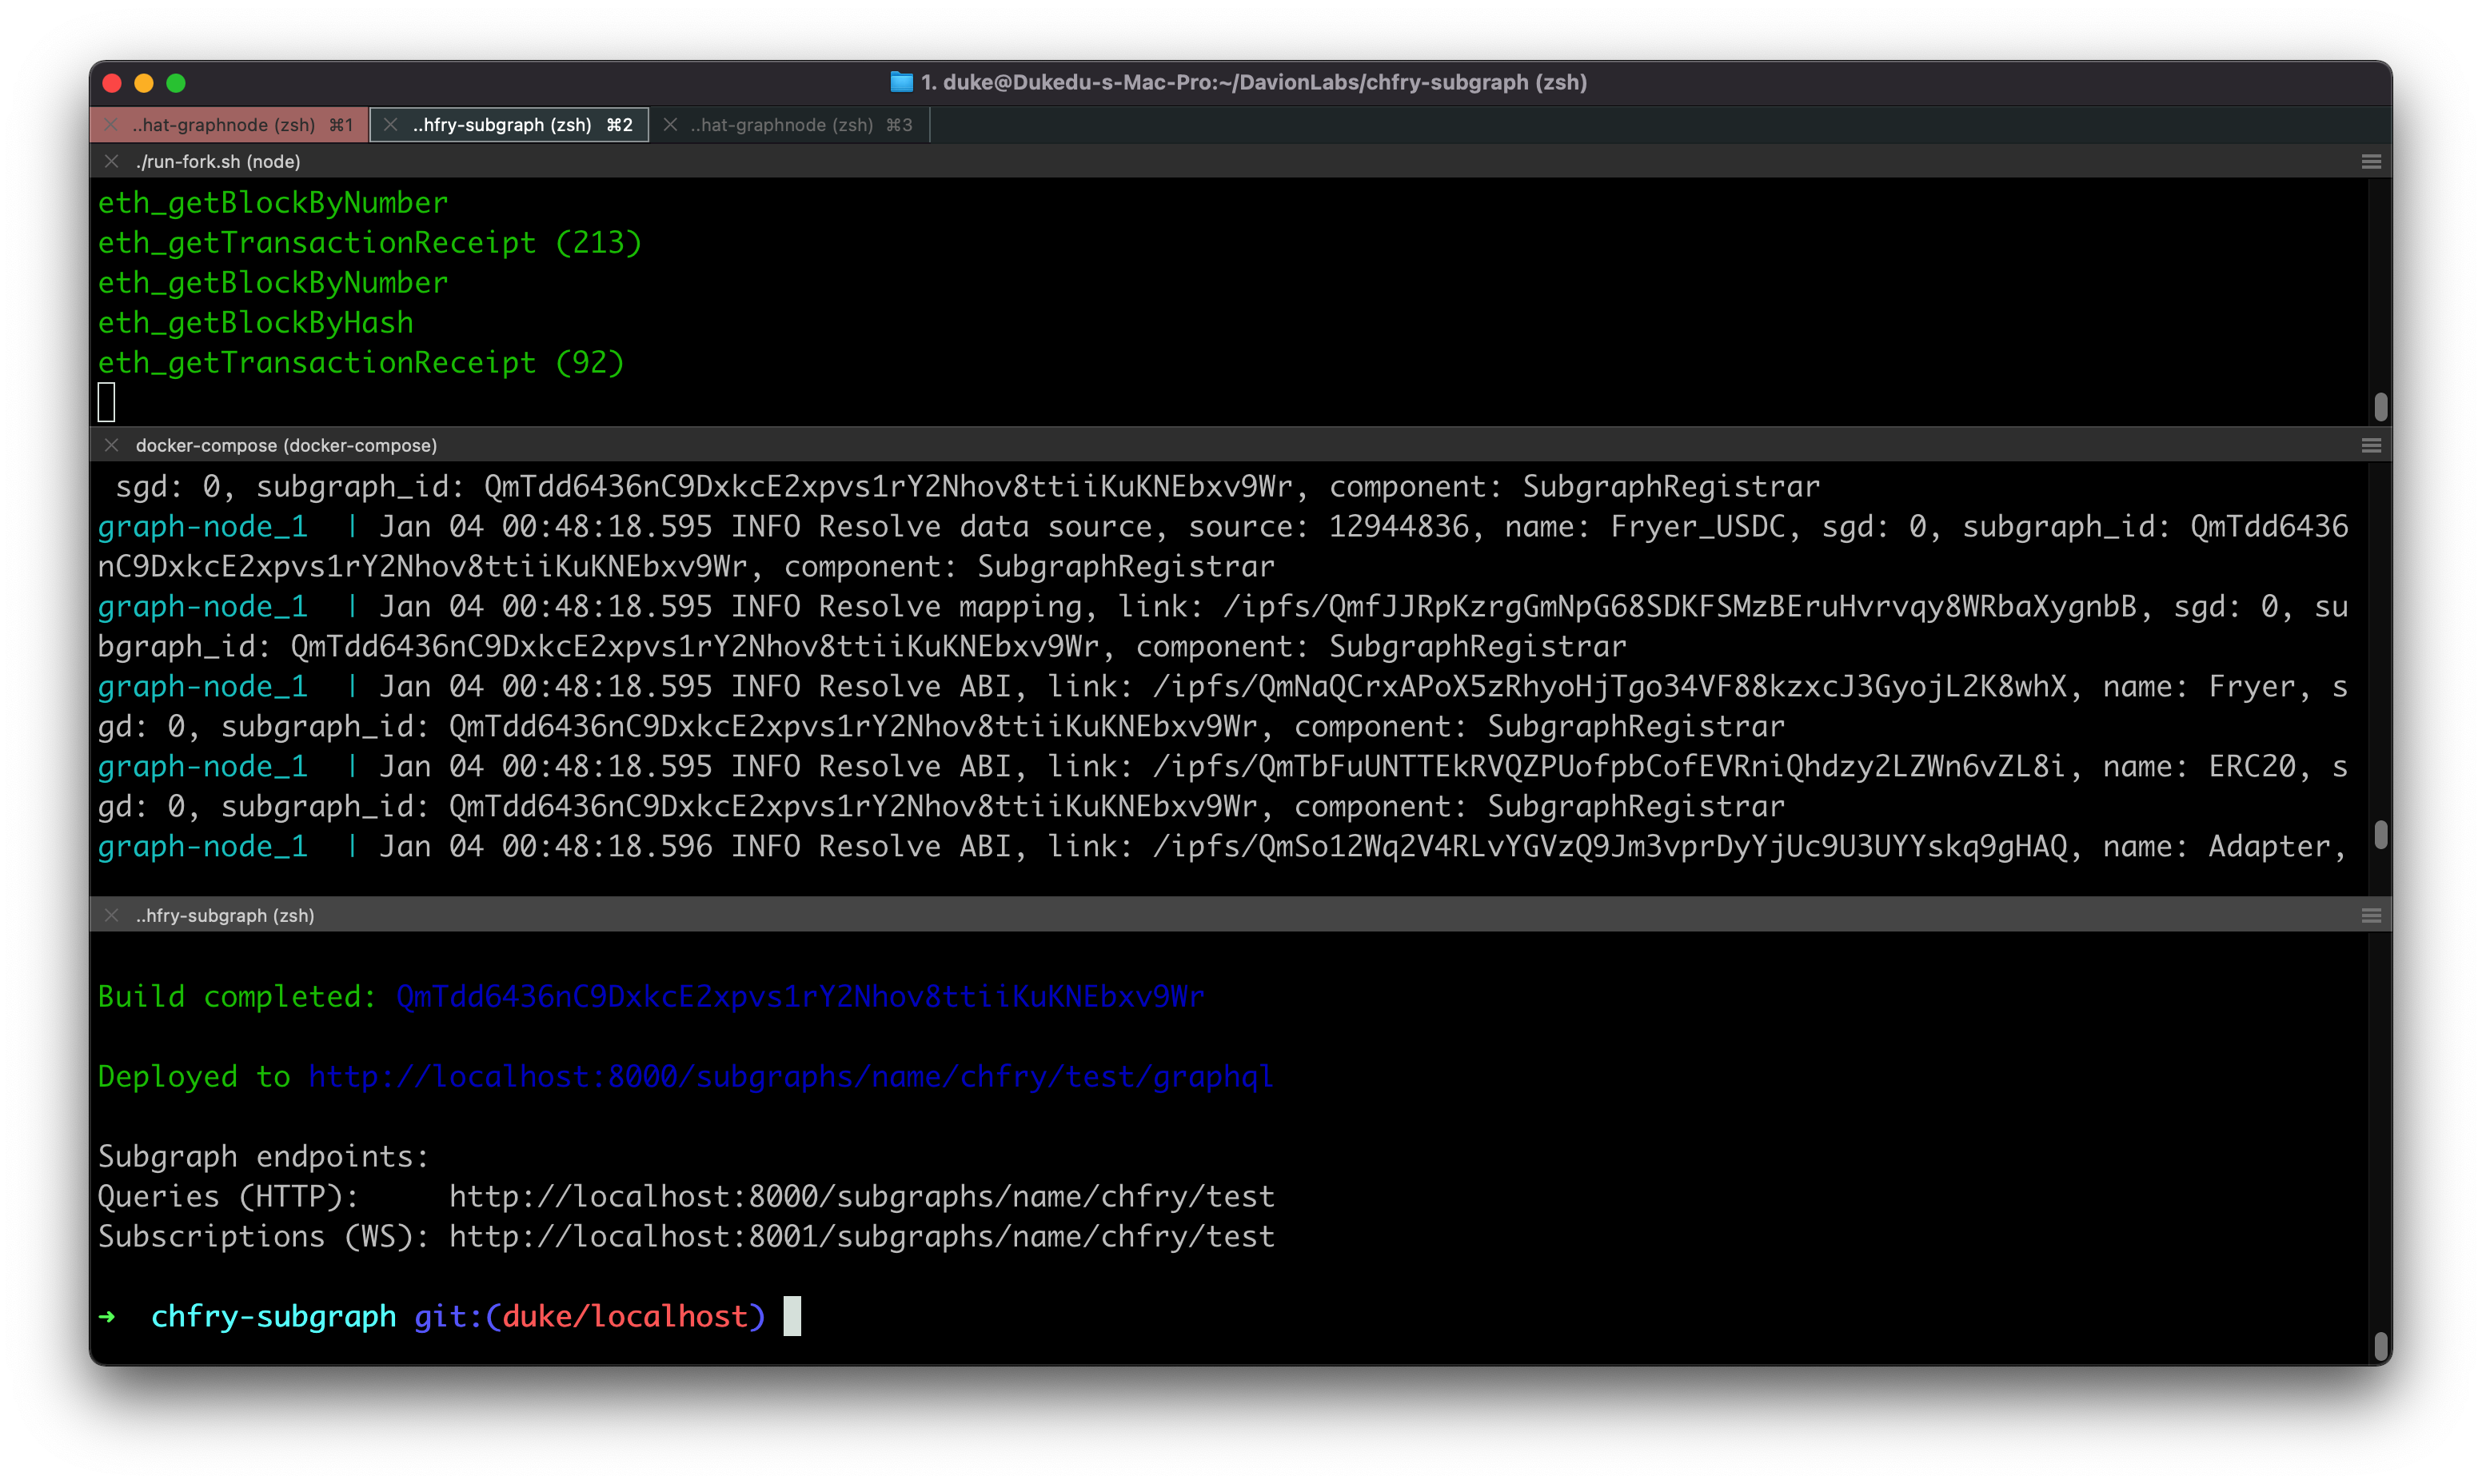 1. duke@Dukedu-s-Mac-Pro:~/DavionLabs/chfry-subgraph (zsh)
..hat-graphnode (zsh) ⌘1 ..hfry-subgraph (zsh) ⌘2 ..hat-graphnode (zsh) ⌘3
./run-fork.sh (node)
eth_getBlockByNumber
eth_getTransactionReceipt (213)
eth_getBlockByNumber
eth_getBlockByHash
eth_getTransactionReceipt (92)
docker-compose (docker-compose)
sgd: 0, subgraph_id: QmTdd6436nC9DxkcE2xpvs1rY2Nhov8ttiiKuKNEbxv9Wr, component: SubgraphRegistrar
graph-node_1  | Jan 04 00:48:18.595 INFO Resolve data source, source: 12944836, name: Fryer_USDC, sgd: 0, subgraph_id: QmTdd6436
nC9DxkcE2xpvs1rY2Nhov8ttiiKuKNEbxv9Wr, component: SubgraphRegistrar
graph-node_1  | Jan 04 00:48:18.595 INFO Resolve mapping, link: /ipfs/QmfJJRpKzrgGmNpG68SDKFSMzBEruHvrvqy8WRbaXygnbB, sgd: 0, su
bgraph_id: QmTdd6436nC9DxkcE2xpvs1rY2Nhov8ttiiKuKNEbxv9Wr, component: SubgraphRegistrar
graph-node_1  | Jan 04 00:48:18.595 INFO Resolve ABI, link: /ipfs/QmNaQCrxAPoX5zRhyoHjTgo34VF88kzxcJ3GyojL2K8whX, name: Fryer, s
gd: 0, subgraph_id: QmTdd6436nC9DxkcE2xpvs1rY2Nhov8ttiiKuKNEbxv9Wr, component: SubgraphRegistrar
graph-node_1  | Jan 04 00:48:18.595 INFO Resolve ABI, link: /ipfs/QmTbFuUNTTEkRVQZPUofpbCofEVRniQhdzy2LZWn6vZL8i, name: ERC20, s
gd: 0, subgraph_id: QmTdd6436nC9DxkcE2xpvs1rY2Nhov8ttiiKuKNEbxv9Wr, component: SubgraphRegistrar
graph-node_1  | Jan 04 00:48:18.596 INFO Resolve ABI, link: /ipfs/QmSo12Wq2V4RLvYGVzQ9Jm3vprDyYjUc9U3UYYskq9gHAQ, name: Adapter,
..hfry-subgraph (zsh)
Build completed: QmTdd6436nC9DxkcE2xpvs1rY2Nhov8ttiiKuKNEbxv9Wr
Deployed to http://localhost:8000/subgraphs/name/chfry/test/graphql
Subgraph endpoints:
Queries (HTTP):     http://localhost:8000/subgraphs/name/chfry/test
Subscriptions (WS): http://localhost:8001/subgraphs/name/chfry/test
➜  chfry-subgraph git:(duke/localhost)